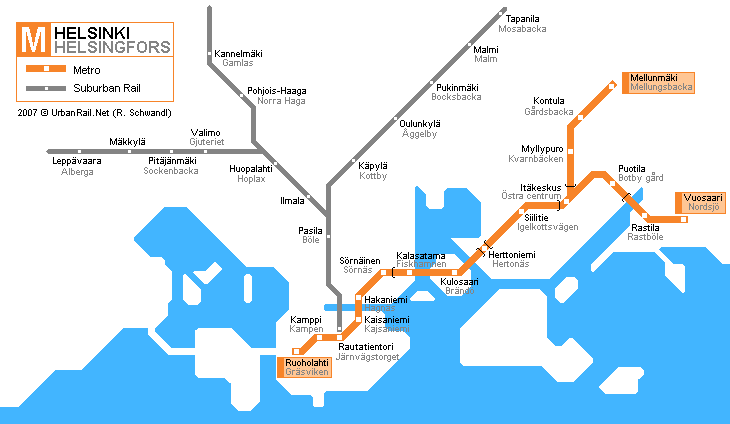 M HELSINKI
HELSINGFORS
Metro
Suburban Rail
2007 © UrbanRail.Net (R. Schwandl)
Tapanila
Mosabacka
Malmi
Malm
Pukinmäki
Bocksbacka
Oulunkylä
Åggelby
Käpylä
Kottby
Kannelmäki
Gamlas
Pohjois-Haaga
Norra Haga
Leppävaara
Alberga
Mäkkylä
Pitäjänmäki
Sockenbacka
Valimo
Gjuteriet
Huopalahti
Hoplax
Ilmala
Pasila
Böle
Mellunmäki
Mellungsbacka
Kontula
Gårdsbacka
Myllypuro
Kvarnbäcken
Itäkeskus
Östra centrum
Puotila
Botby gård
Vuosaari
Nordsjö
Rastila
Rastböle
Siilitie
Igelkottsvägen
Herttoniemi
Hertonäs
Kulosaari
Brändö
Kalasatama
Fiskhamnen
Sörnäinen
Sörnäs
Hakaniemi
Kaisaniemi
Kajsaniemi
Rautatientori
Järnvägstorget
Kamppi
Kampen
Ruoholahti
Gräsviken